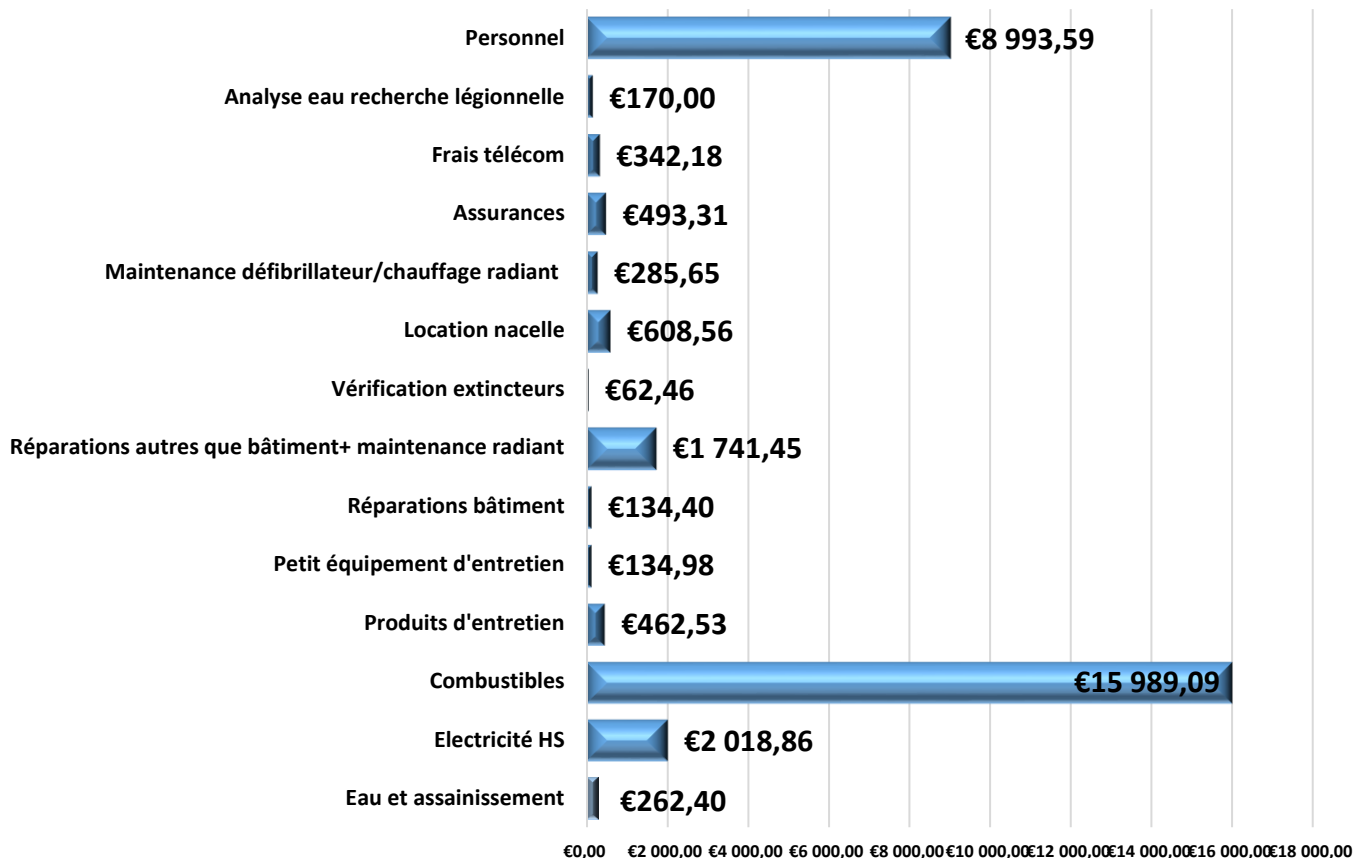 Personnel €8 993,59
Analyse eau recherche légionnelle €170,00
Frais télécom €342,18
Assurances €493,31
Maintenance défibrillateur/chauffage radiant €285,65
Location nacelle €608,56
Vérification extincteurs €62,46
Réparations autres que bâtiment+ maintenance radiant €1 741,45
Réparations bâtiment €134,40
Petit équipement d'entretien €134,98
Produits d'entretien €462,53
Combustibles €15 989,09
Electricité HS €2 018,86
Eau et assainissement €262,40
€0,00 €2 000,00 €4 000,00 €6 000,00 €8 000,00 €10 000,00 €12 000,00 €14 000,00 €16 000,00 €18 000,00